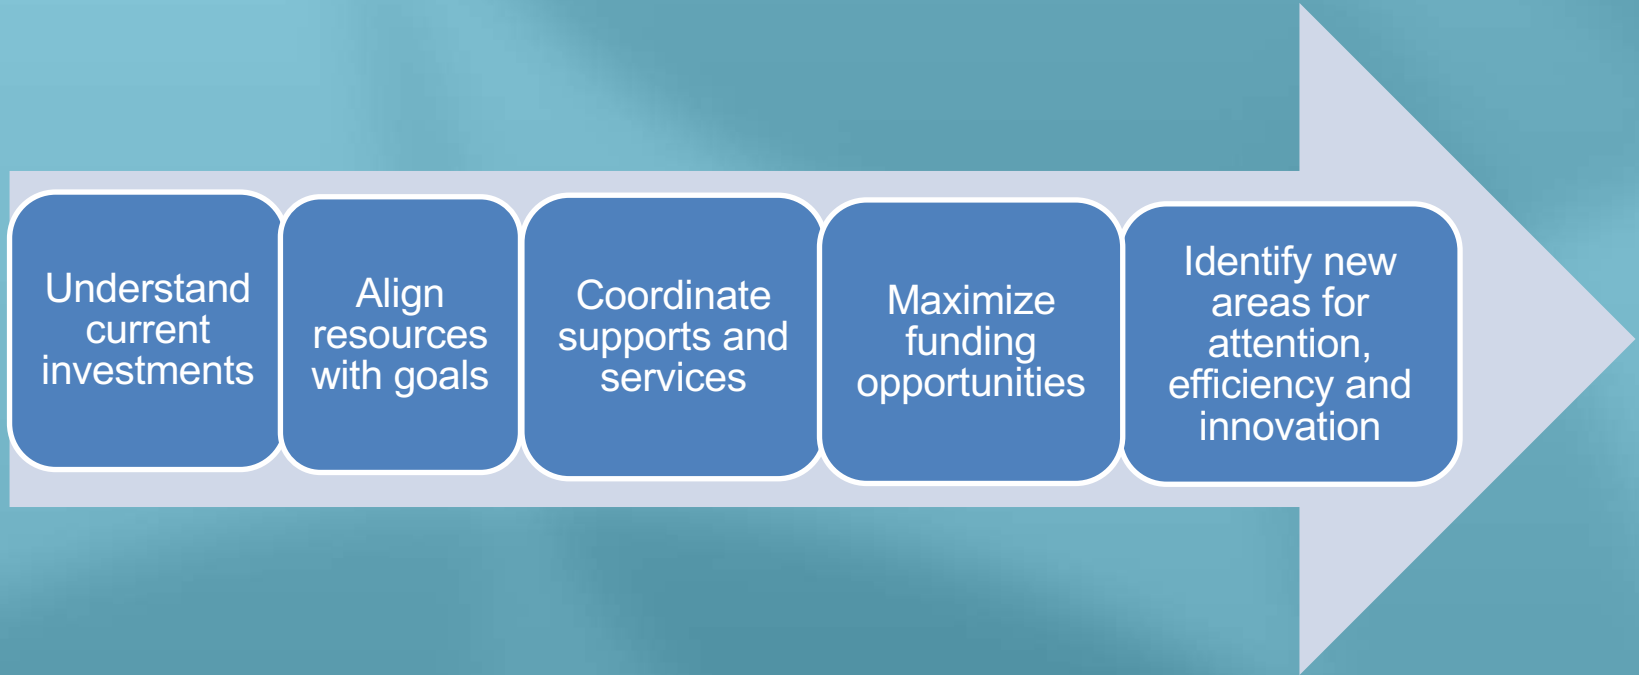 Understand
current
investments
Align
resources
with goals
Coordinate
supports and
services
Maximize
funding
opportunities
Identify new
areas for
attention,
efficiency and
innovation